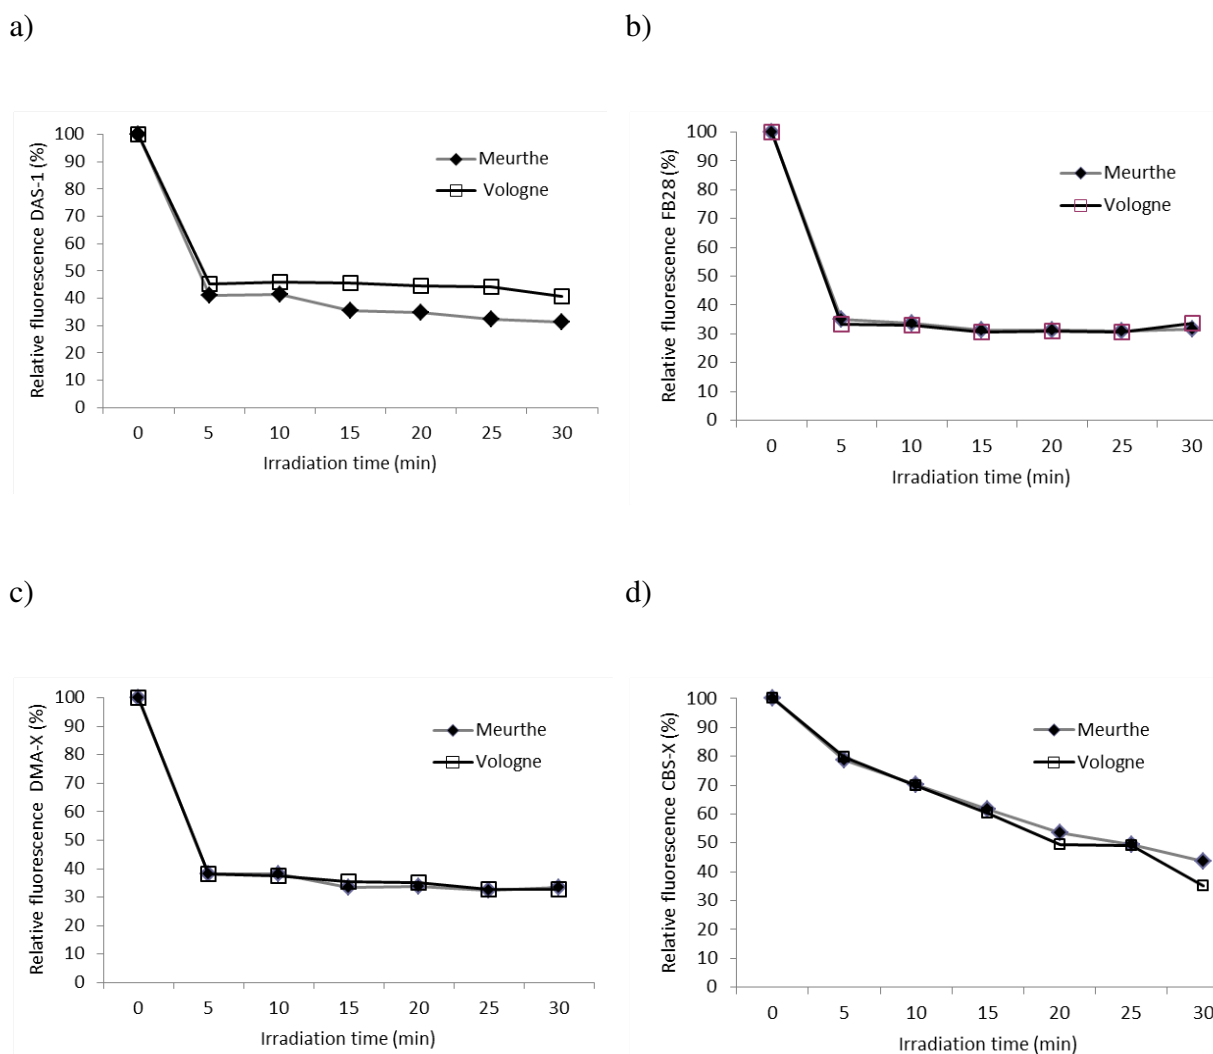 a)
Relative fluorescence DAS-1 (%)
100
90
80
70
60
50
40
30
20
10
0
Meurthe
Vologne
0 5 10 15 20 25 30
Irradiation time (min)
b)
Relative fluorescence FB28 (%)
100
90
80
70
60
50
40
30
20
10
0
Meurthe
Vologne
0 5 10 15 20 25 30
Irradiation time (min)
c)
Relative fluorescence DMA-X (%)
100
90
80
70
60
50
40
30
20
10
0
Meurthe
Vologne
0 5 10 15 20 25 30
Irradiation time (min)
d)
Relative fluorescence CBS-X (%)
100
90
80
70
60
50
40
30
20
10
0
Meurthe
Vologne
0 5 10 15 20 25 30
Irradiation time (min)